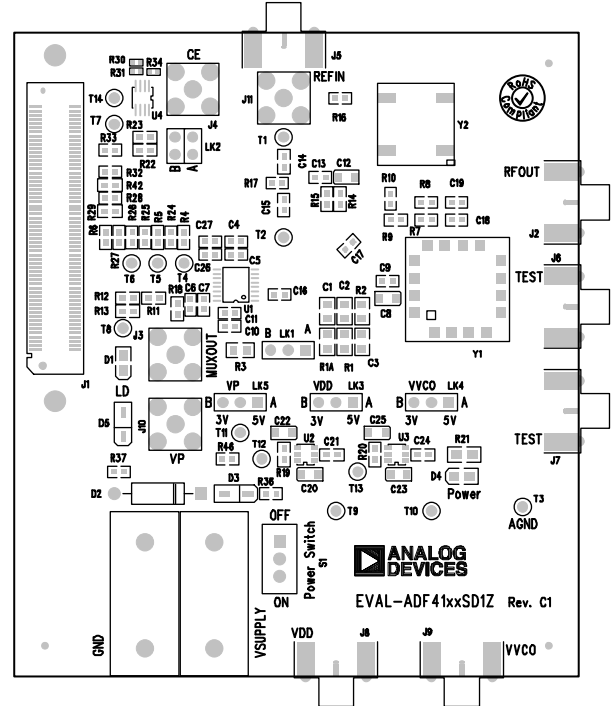 R30
R34
R31
CE
J5
REFIN
RoHS
Compliant
T14
U4
J4
J11
R16
Y2
T7
R23
LK2
T1
R33
R22
B A
C14
C13
C12
RFOUT
R32
R17
R10
R42
R15
R14
R8
C19
R28
C15
R29
J2
R9
R7
C18
R6
R26
R25
R5
R24
R4
C27
C4
T2
J6
R27
C26
C5
C17
TEST
T6
T5
T4
C9
R12
R18
C6
C7
C16
C1
C2
R2
C8
R13
R11
U1
C11
C10
T8
J3
B LK1 A
Y1
D1
MUXOUT
R3
R1A
R1
C3
J1
LD
VP LK5
VDD LK3
VVCO LK4
B A
B A
B A
D5
J10
3V 5V
3V 5V
3V 5V
T11
C22
C25
VP
T12
U2
C21
U3
C24
R21
TEST
R37
R46
R19
R20
J7
D3
R36
C20
T13
C23
D4
Power
D2
T3
OFF
T9
T10
AGND
Power Switch
S1
ANALOG
DEVICES
ON
EVAL-ADF41xxSD1Z Rev. C1
GND
VSUPPLY
VDD
J8
J9
VVCO